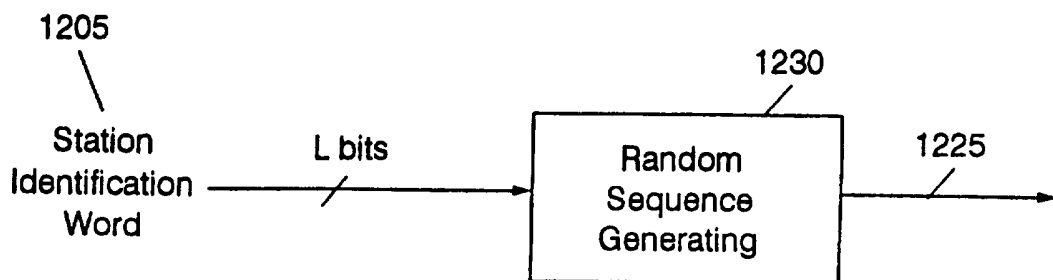 1205
Station
Identification
Word
L bits
1230
Random
Sequence
Generating
1225